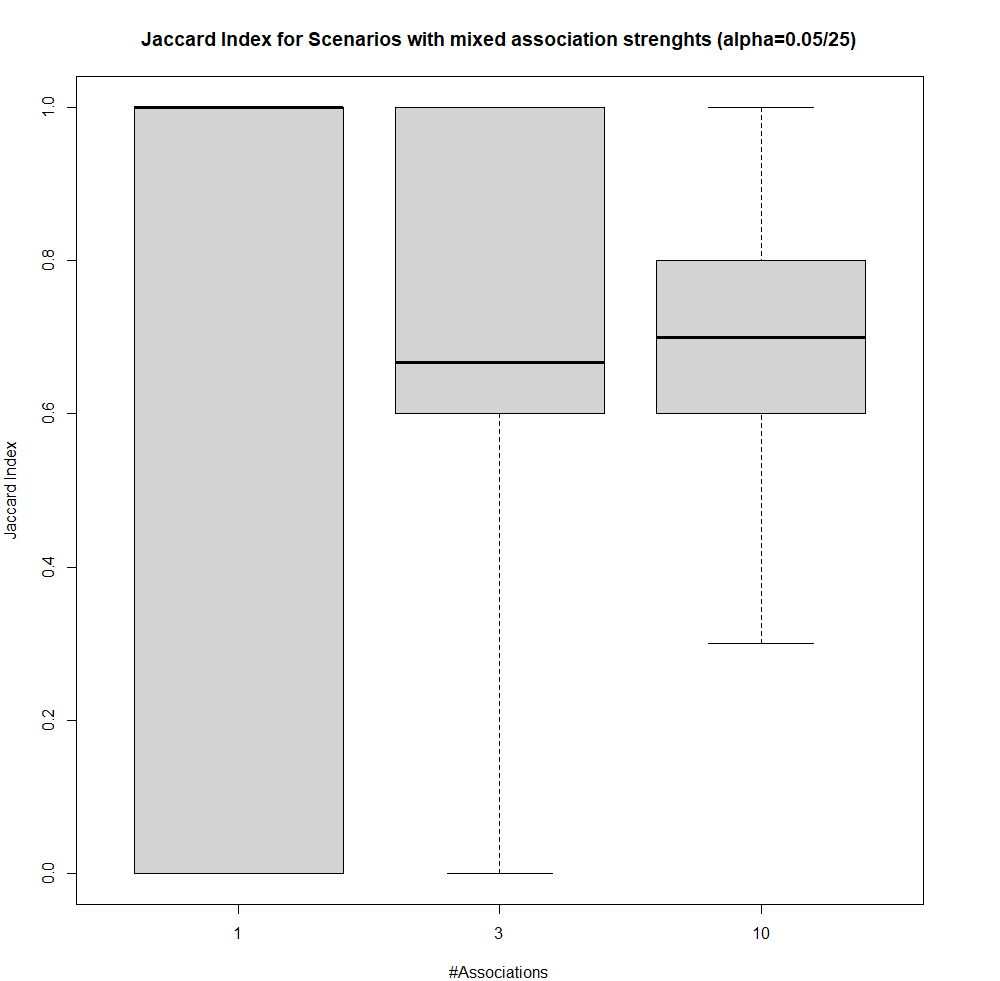 Jaccard Index for Scenarios with mixed association strenghts (alpha=0.05/25)
1.0
0.8
0.6
0.4
0.2
0.0
Jaccard Index
1 3 10
#Associations